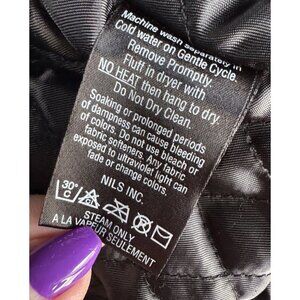 Machine wash separately in
Cold water on Gentle Cycle.
Remove Promptly.
Fluff in dryer with
NO HEAT then hang to dry.
Do Not Dry Clean.
Soaking or prolonged periods
of dampness can cause bleeding
of colors. Do not use bleach or
fabric softeners. Any fabric
exposed to ultraviolet light can
fade or change colors.
NILS INC.
30°
C
STEAM ONLY
A LA VAPEUR SEULEMENT